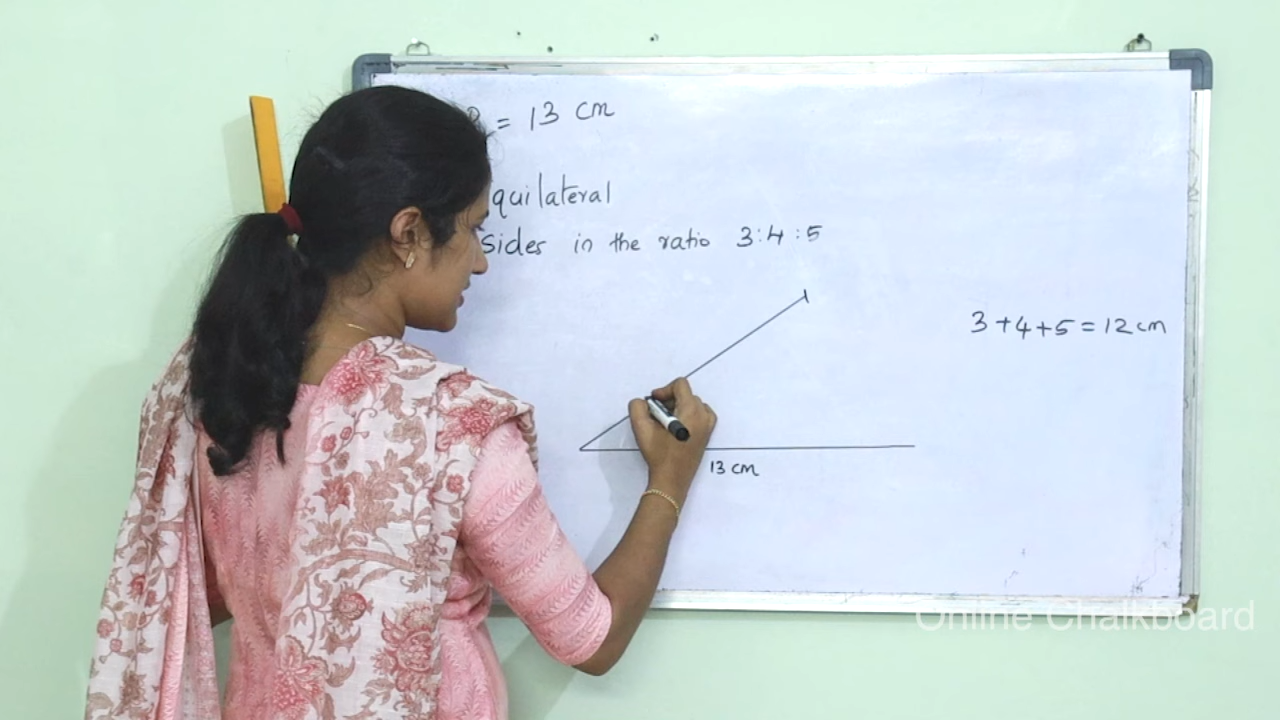 = 13 cm
quilateral
sides in the ratio 3:4:5
3+4+5=12cm
13 cm
Online Chalkboard